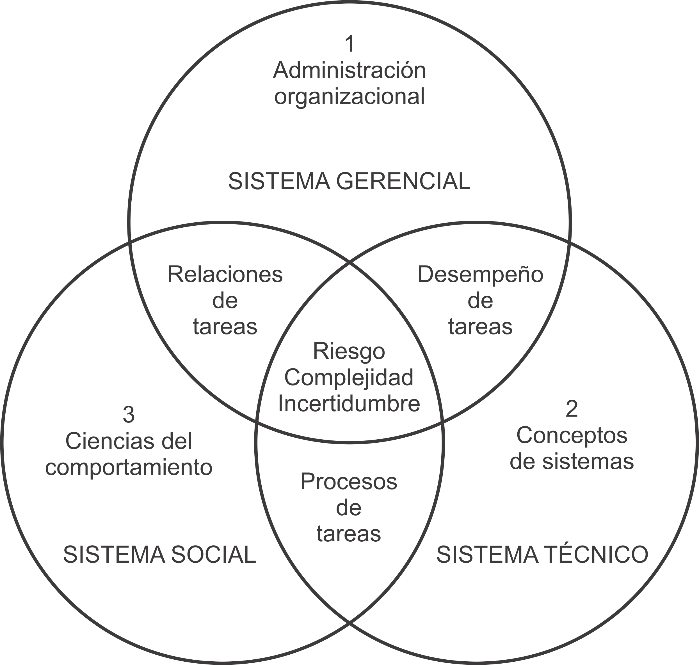 1
Administración
organizacional
SISTEMA GERENCIAL
Relaciones
de
tareas
Desempeño
de
tareas
Riesgo
Complejidad
Incertidumbre
3
Ciencias del
comportamiento
SISTEMA SOCIAL
2
Conceptos
de sistemas
SISTEMA TÉCNICO
Procesos
de
tareas